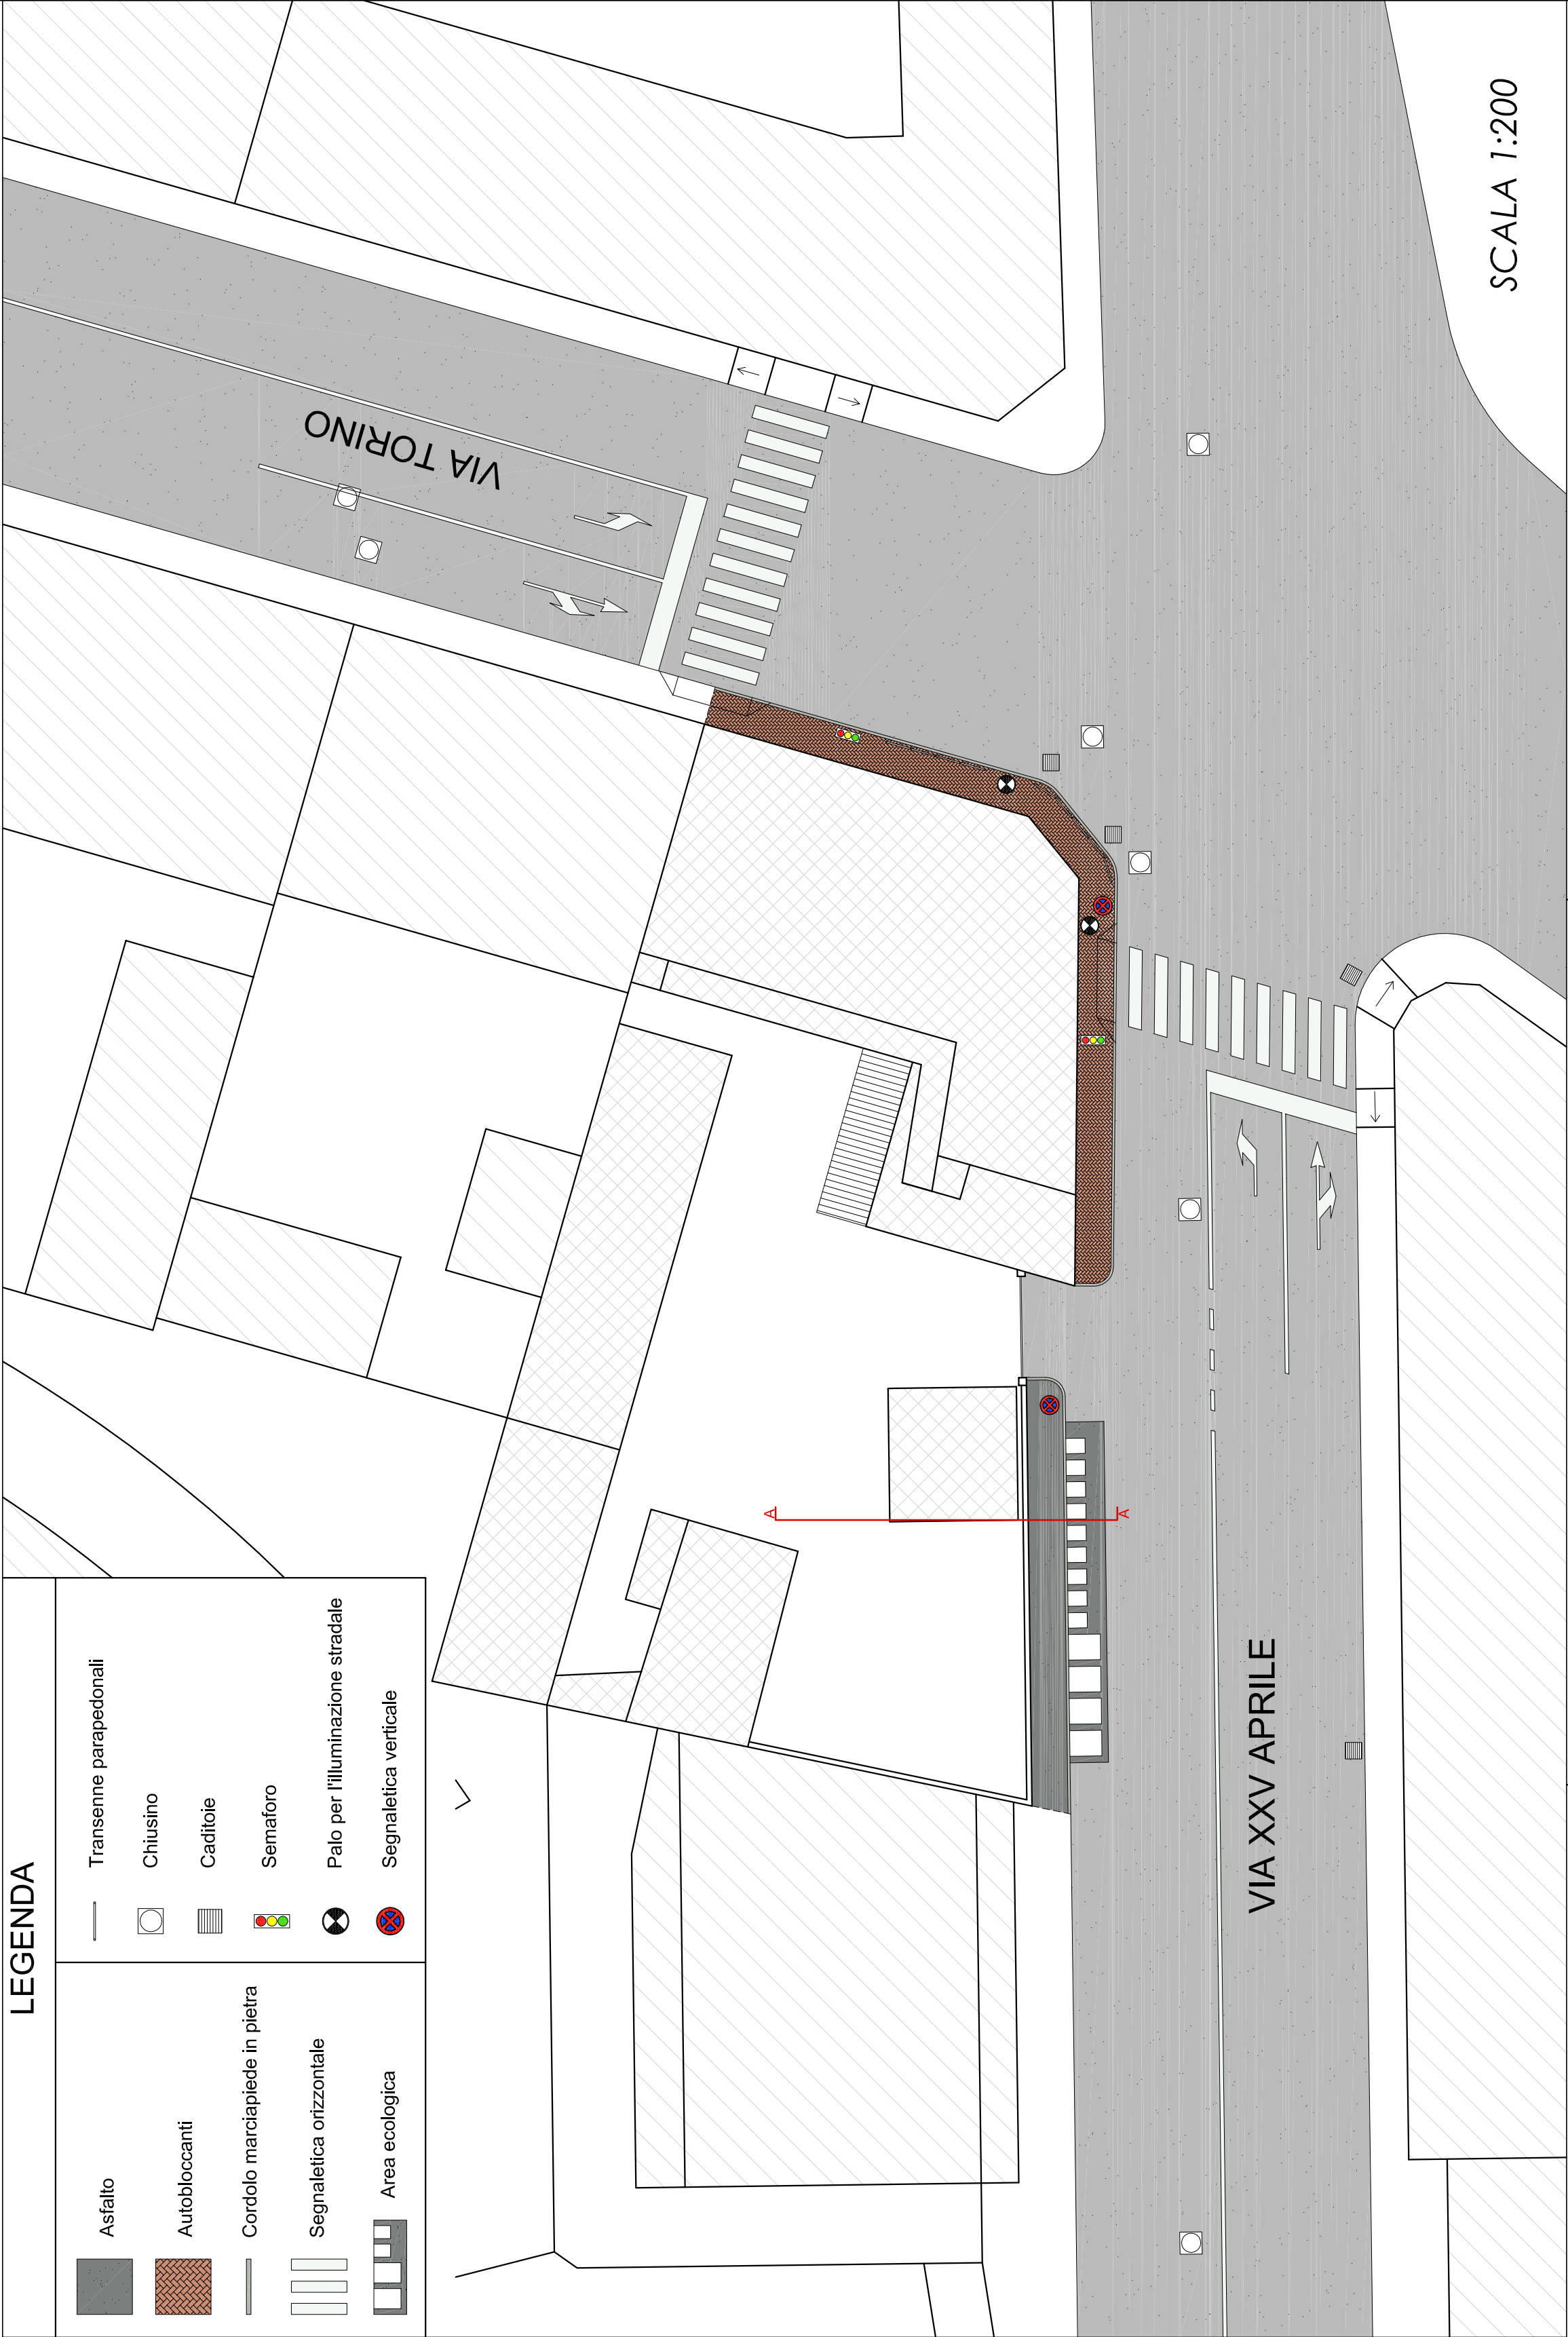 LEGENDA
Asfalto
Autobloccanti
Cordolo marciapiede in pietra
Segnaletica orizzontale
Area ecologica
Transenne parapedonali
Chiusino
Caditoie
Semaforo
Palo per l'illuminazione stradale
Segnaletica verticale
VIA TORINO
A
A
VIA XXV APRILE
SCALA 1:200